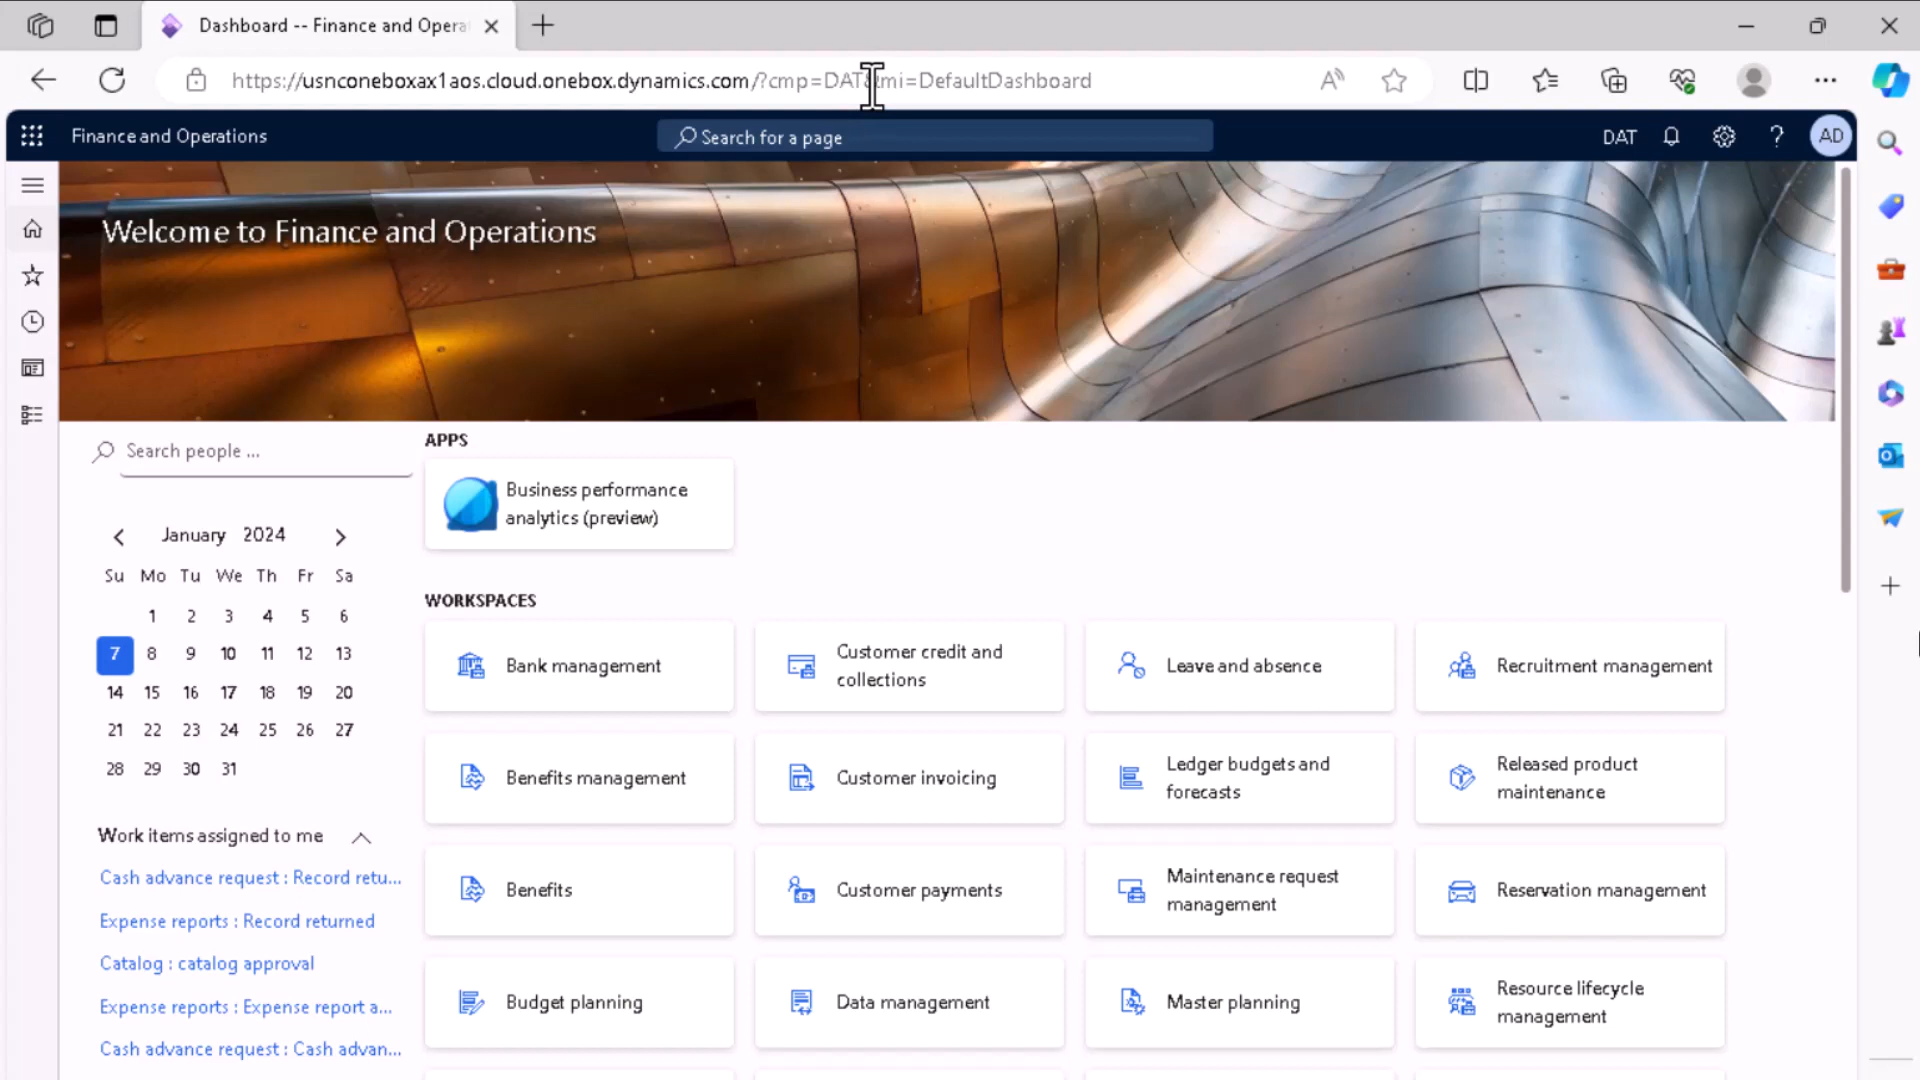 Dashboard -- Finance and Opera
https://usnconeboxax1aos.cloud.onebox.dynamics.com/?cmp=DAT&mi=DefaultDashboard
Finance and Operations
Search for a page
DAT
AD
Welcome to Finance and Operations
Search people ...
January 2024
Su Mo Tu We Th Fr Sa
1 2 3 4 5 6
7 8 9 10 11 12 13
14 15 16 17 18 19 20
21 22 23 24 25 26 27
28 29 30 31
Work items assigned to me
Cash advance request : Record retu...
Expense reports : Record returned
Catalog : catalog approval
Expense reports : Expense report a...
Cash advance request : Cash advan...
APPS
Business performance
analytics (preview)
WORKSPACES
Bank management
Customer credit and
collections
Leave and absence
Recruitment management
Benefits management
Customer invoicing
Ledger budgets and
forecasts
Released product
maintenance
Benefits
Customer payments
Maintenance request
management
Reservation management
Budget planning
Data management
Master planning
Resource lifecycle
management